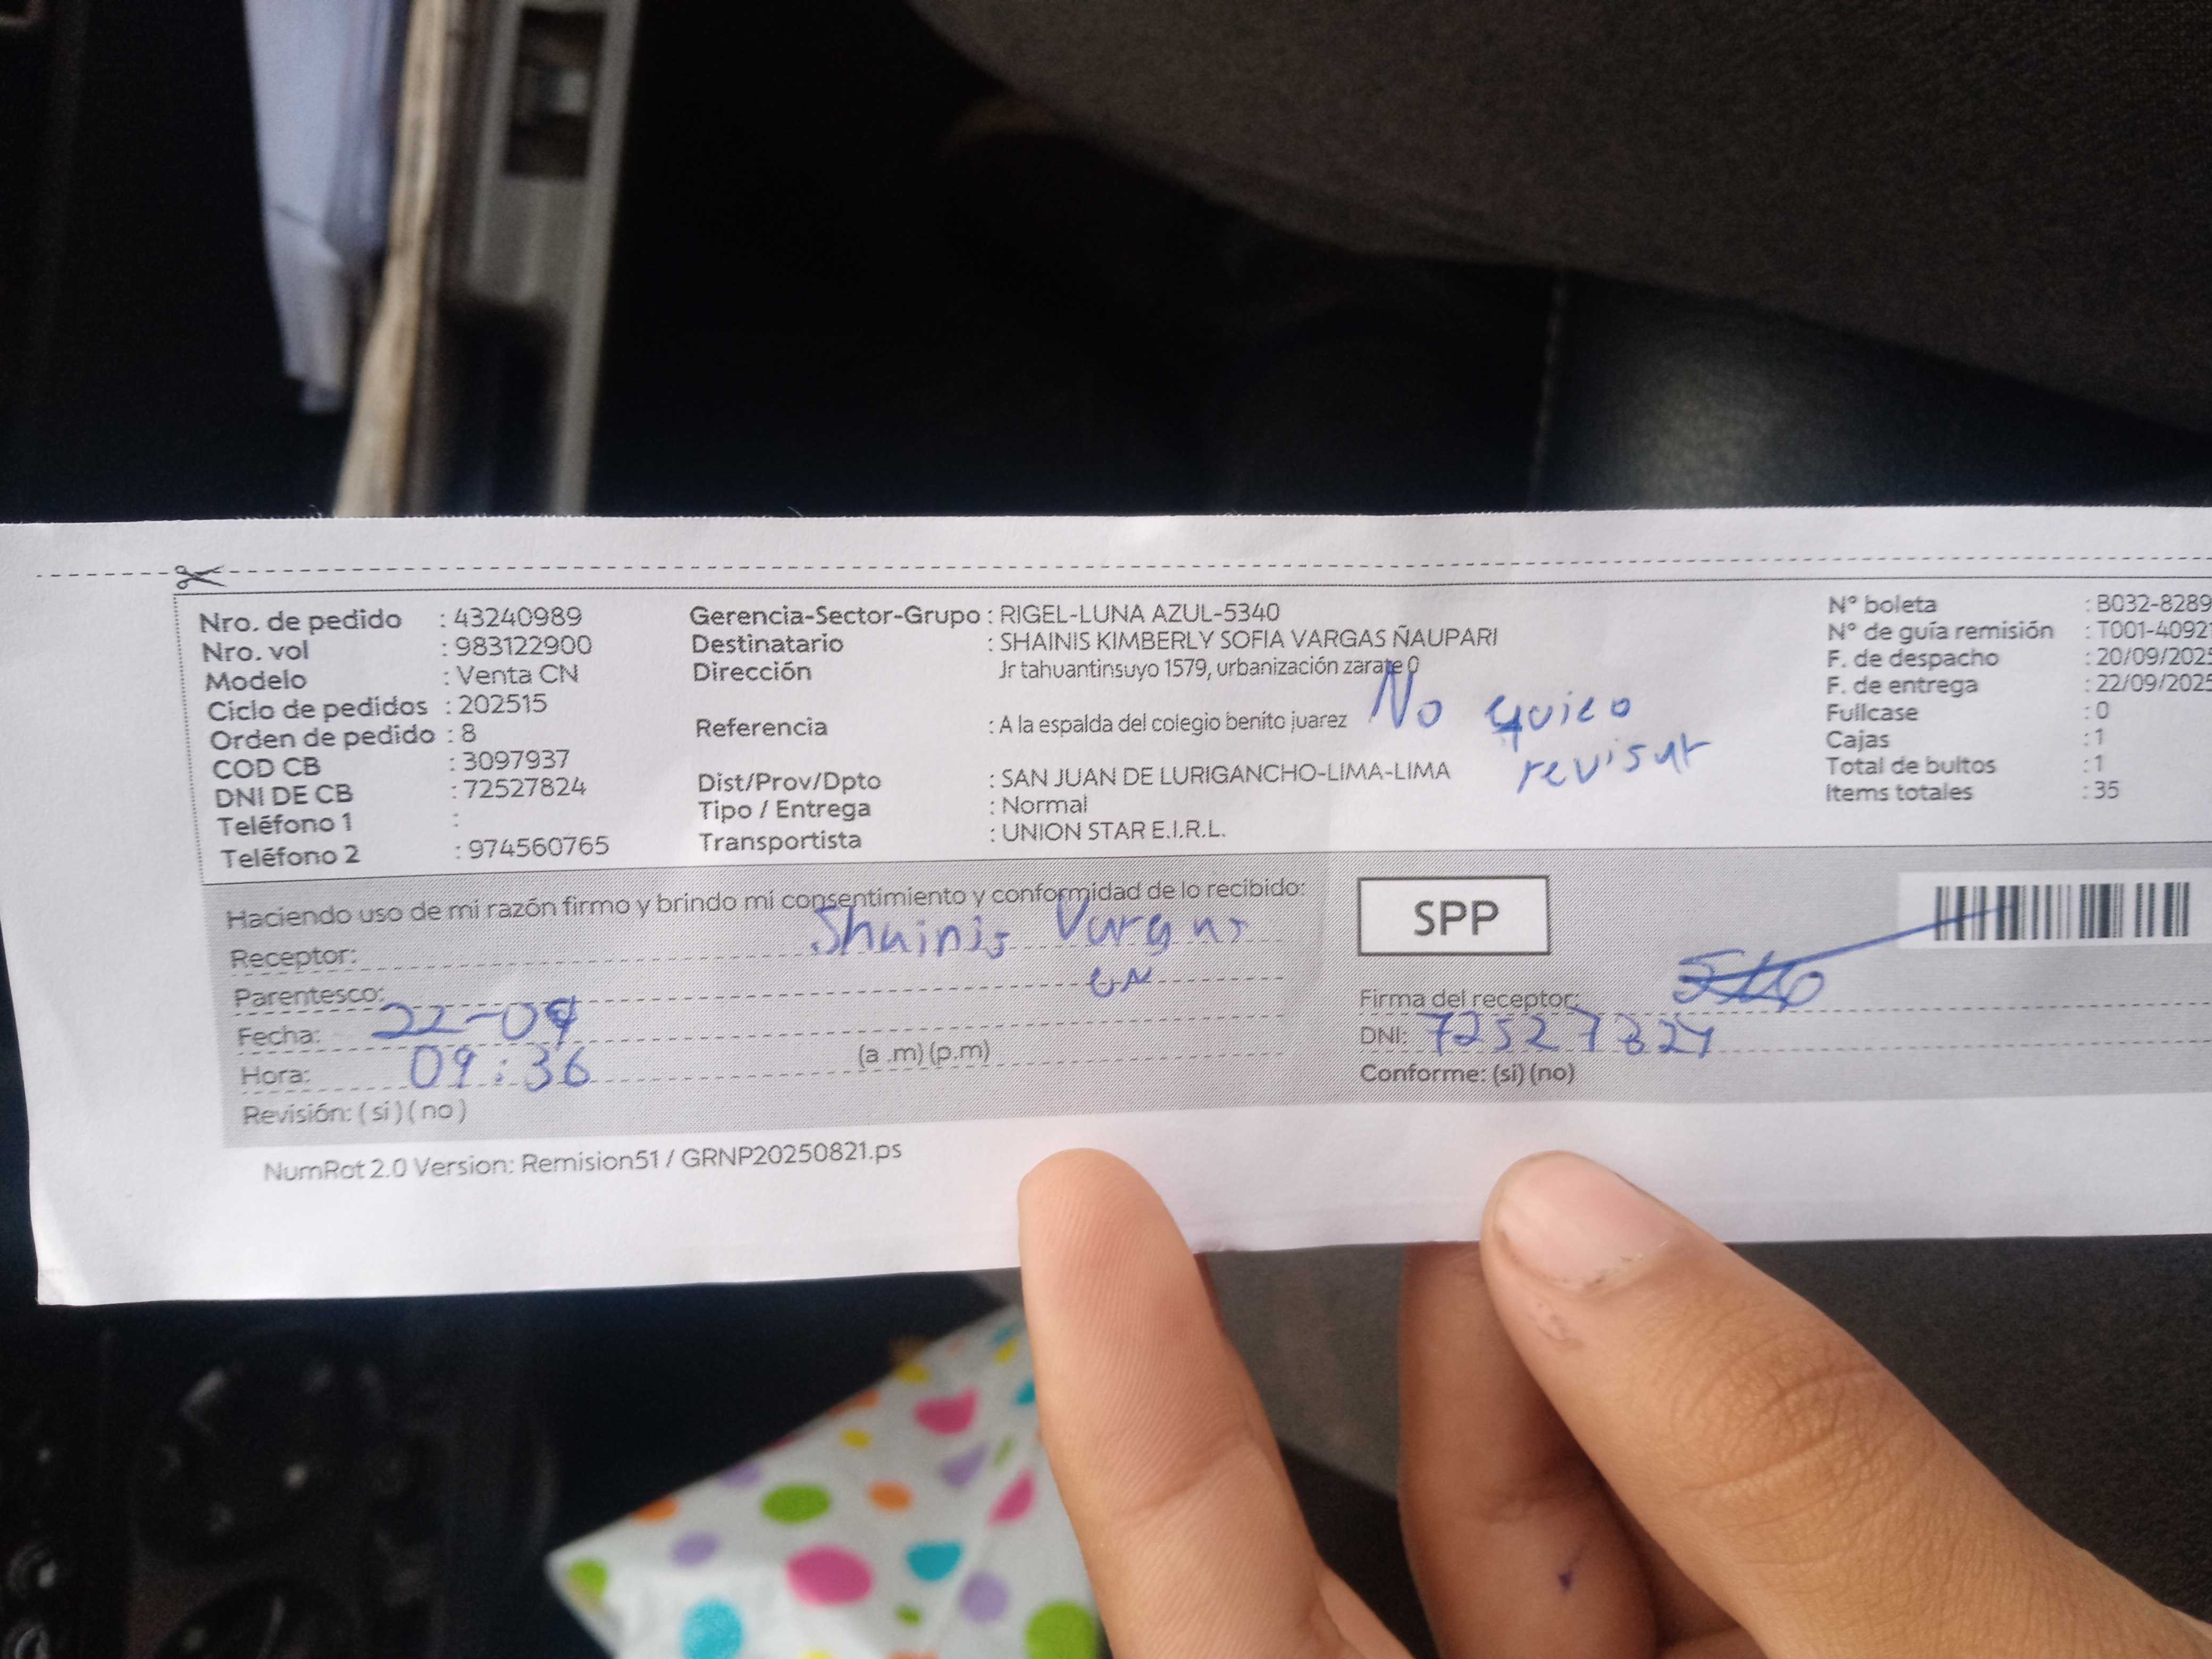 Nro. de pedido : 43240989
Nro. vol : 983122900
Modelo : Venta CN
Ciclo de pedidos : 202515
Orden de pedido : 8
COD CB : 3097937
DNI DE CB : 72527824
Teléfono 1 :
Teléfono 2 : 974560765
Gerencia-Sector-Grupo : RIGEL-LUNA AZUL-5340
Destinatario : SHAINIS KIMBERLY SOFIA VARGAS ÑAUPARI
Dirección Jr tahuantinsuyo 1579, urbanización zarate 0
Referencia : A la espalda del colegio benito juarez
Dist/Prov/Dpto : SAN JUAN DE LURIGANCHO-LIMA-LIMA
Tipo / Entrega : Normal
Transportista : UNION STAR E.I.R.L.
No quieo
revisar
N° boleta : B032-8289
N° de guía remisión : T001-40921
F. de despacho : 20/09/2025
F. de entrega : 22/09/2025
Fullcase : 0
Cajas : 1
Total de bultos : 1
Items totales : 35
Haciendo uso de mi razón firmo y brindo mi consentimiento y conformidad de lo recibido:
Receptor: Shainis Vargas
Parentesco: CN
Fecha: 22-09
Hora: 09:36 (a .m) (p.m)
Revisión: ( si ) ( no )
SPP
Firma del receptor:
DNI: 72527824
Conforme: (si) (no)
NumRot 2.0 Version: Remision51 / GRNP20250821.ps